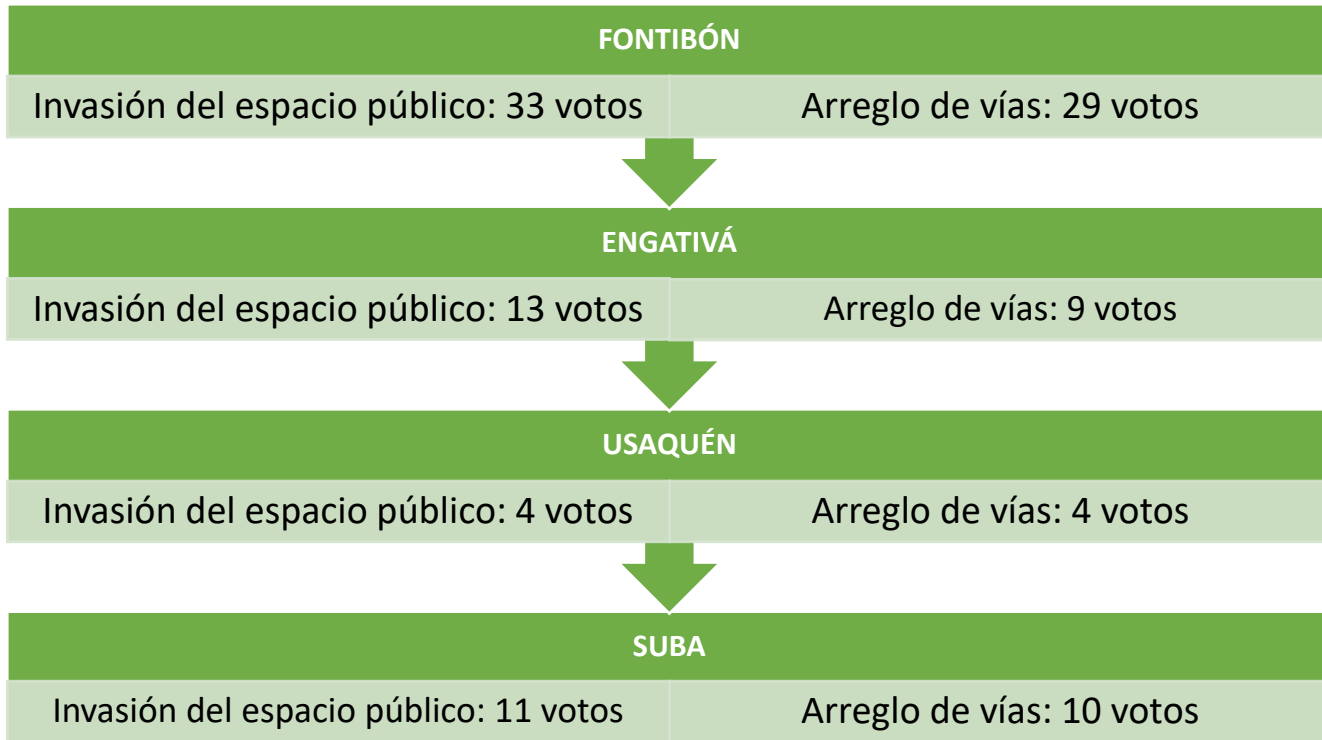 FONTIBÓN
Invasión del espacio público: 33 votos
Arreglo de vías: 29 votos
ENGATIVÁ
Invasión del espacio público: 13 votos
Arreglo de vías: 9 votos
USAQUÉN
Invasión del espacio público: 4 votos
Arreglo de vías: 4 votos
SUBA
Invasión del espacio público: 11 votos
Arreglo de vías: 10 votos